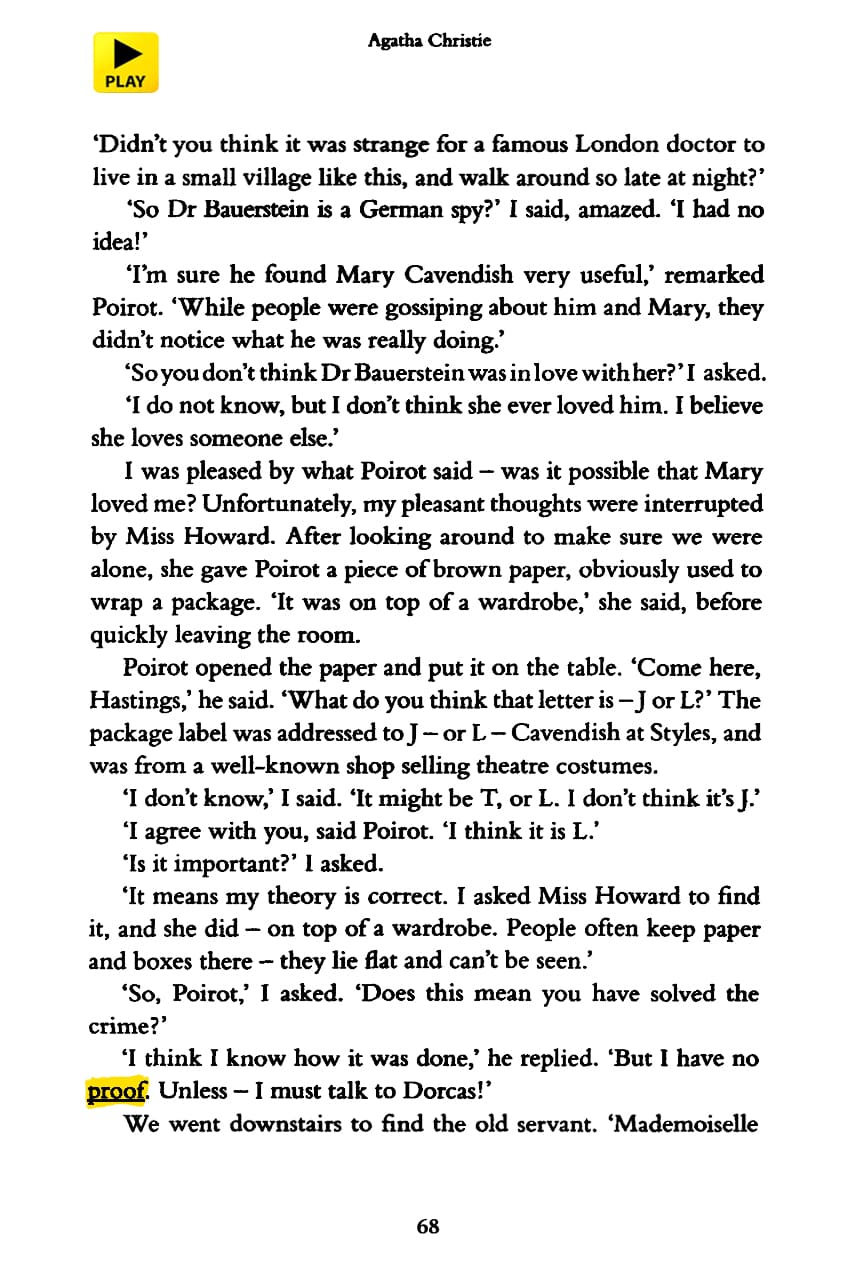 PLAY
Agatha Christie
‘Didn’t you think it was strange for a famous London doctor to
live in a small village like this, and walk around so late at night?’
‘So Dr Bauerstein is a German spy?’ I said, amazed. ‘I had no
idea!’
‘I’m sure he found Mary Cavendish very useful,’ remarked
Poirot. ‘While people were gossiping about him and Mary, they
didn’t notice what he was really doing.’
‘So you don’t think Dr Bauerstein was in love with her?’ I asked.
‘I do not know, but I don’t think she ever loved him. I believe
she loves someone else.’
I was pleased by what Poirot said – was it possible that Mary
loved me? Unfortunately, my pleasant thoughts were interrupted
by Miss Howard. After looking around to make sure we were
alone, she gave Poirot a piece of brown paper, obviously used to
wrap a package. ‘It was on top of a wardrobe,’ she said, before
quickly leaving the room.
Poirot opened the paper and put it on the table. ‘Come here,
Hastings,’ he said. ‘What do you think that letter is – J or L?’ The
package label was addressed to J – or L – Cavendish at Styles, and
was from a well-known shop selling theatre costumes.
‘I don’t know,’ I said. ‘It might be T, or L. I don’t think it’s J.’
‘I agree with you, said Poirot. ‘I think it is L.’
‘Is it important?’ I asked.
‘It means my theory is correct. I asked Miss Howard to find
it, and she did – on top of a wardrobe. People often keep paper
and boxes there – they lie flat and can’t be seen.’
‘So, Poirot,’ I asked. ‘Does this mean you have solved the
crime?’
‘I think I know how it was done,’ he replied. ‘But I have no
proof. Unless – I must talk to Dorcas!’
We went downstairs to find the old servant. ‘Mademoiselle
68